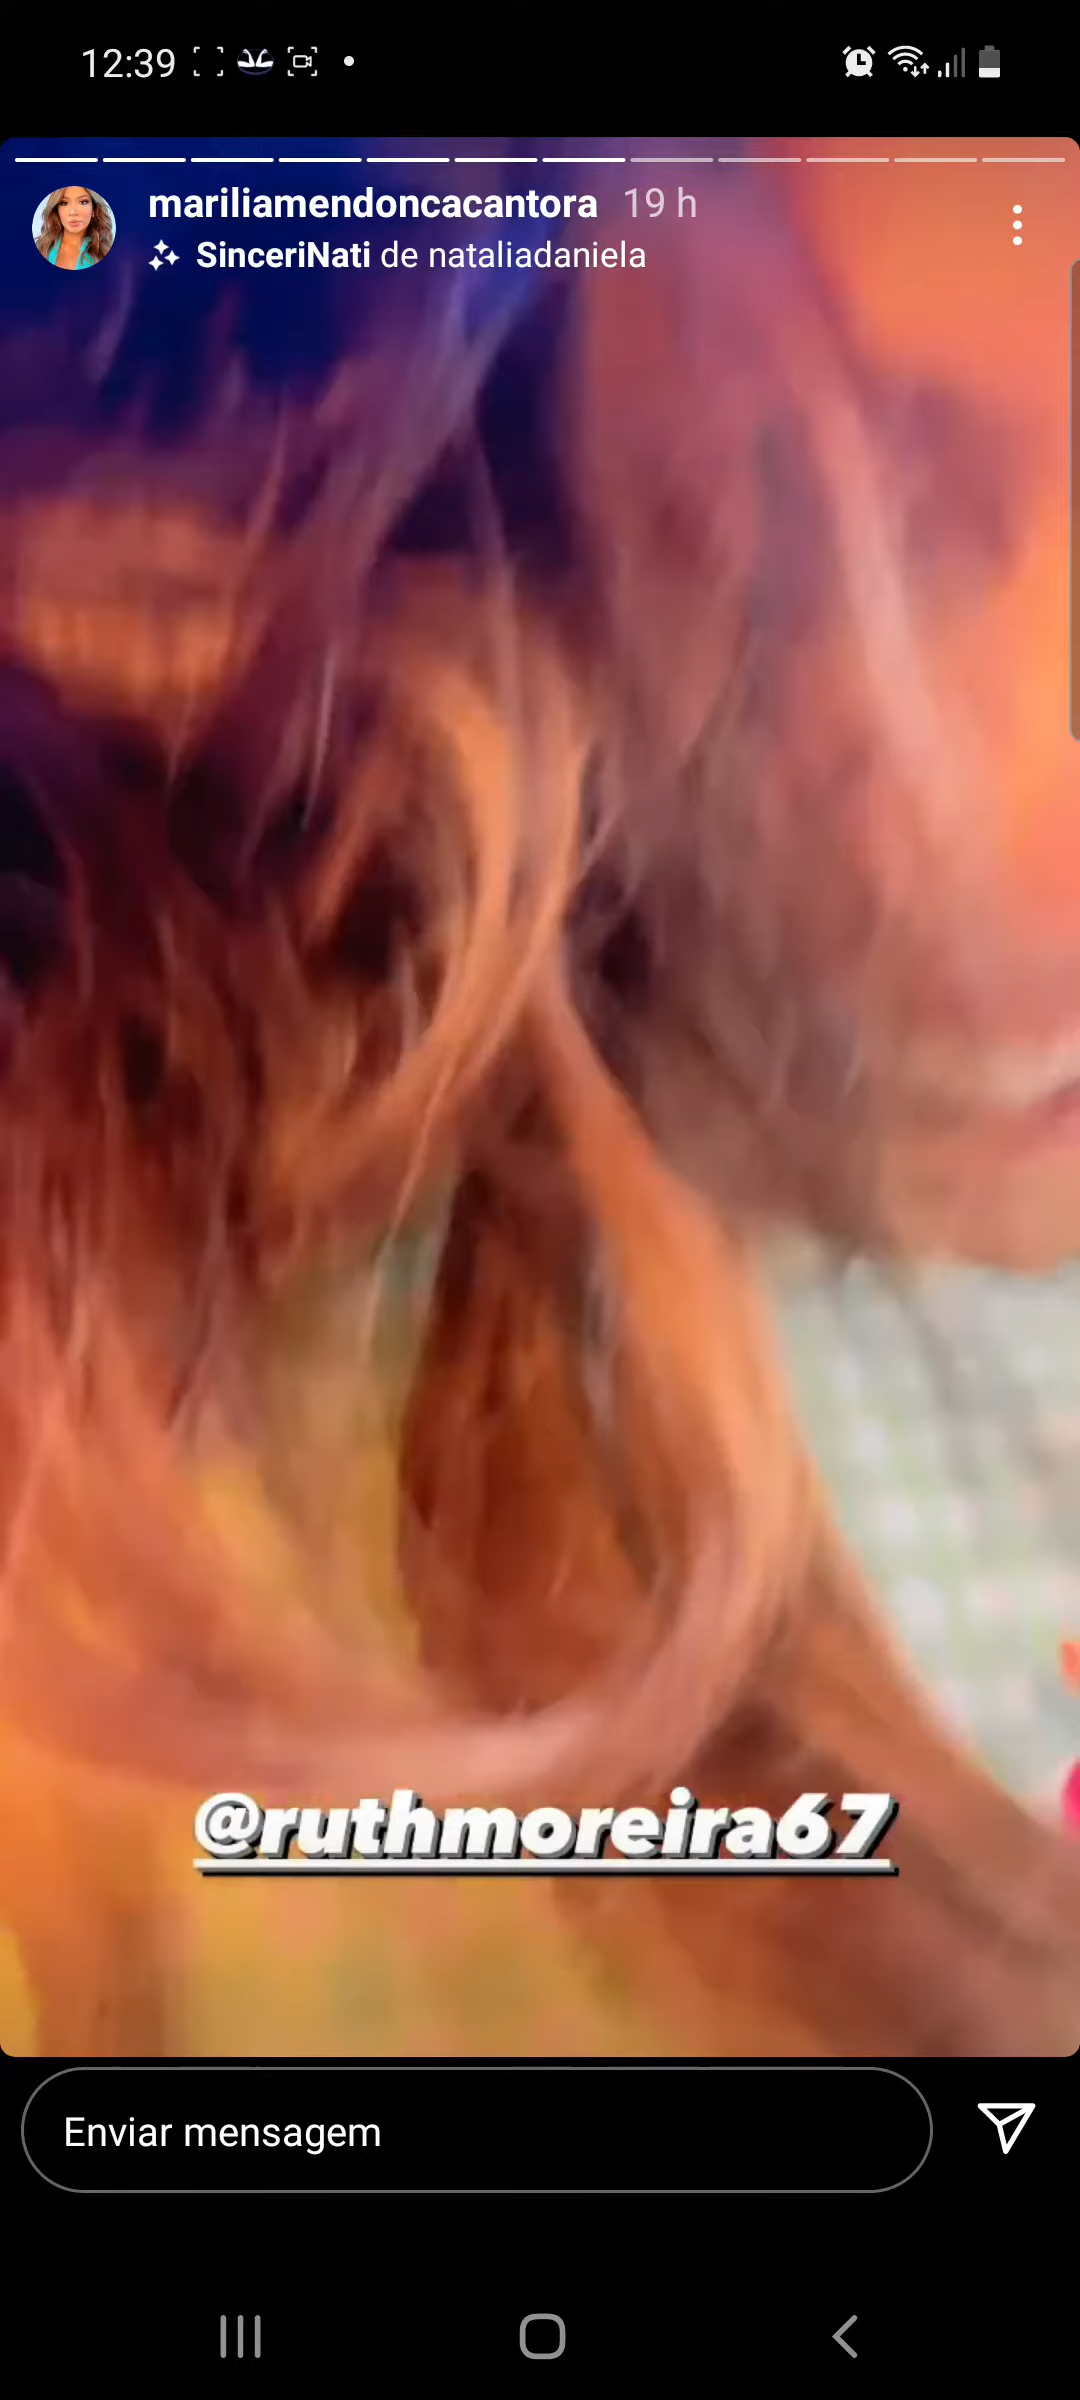 12:39
mariliamendoncacantora 19 h
SinceriNati de nataliadaniela
@ruthmoreira67
Enviar mensagem